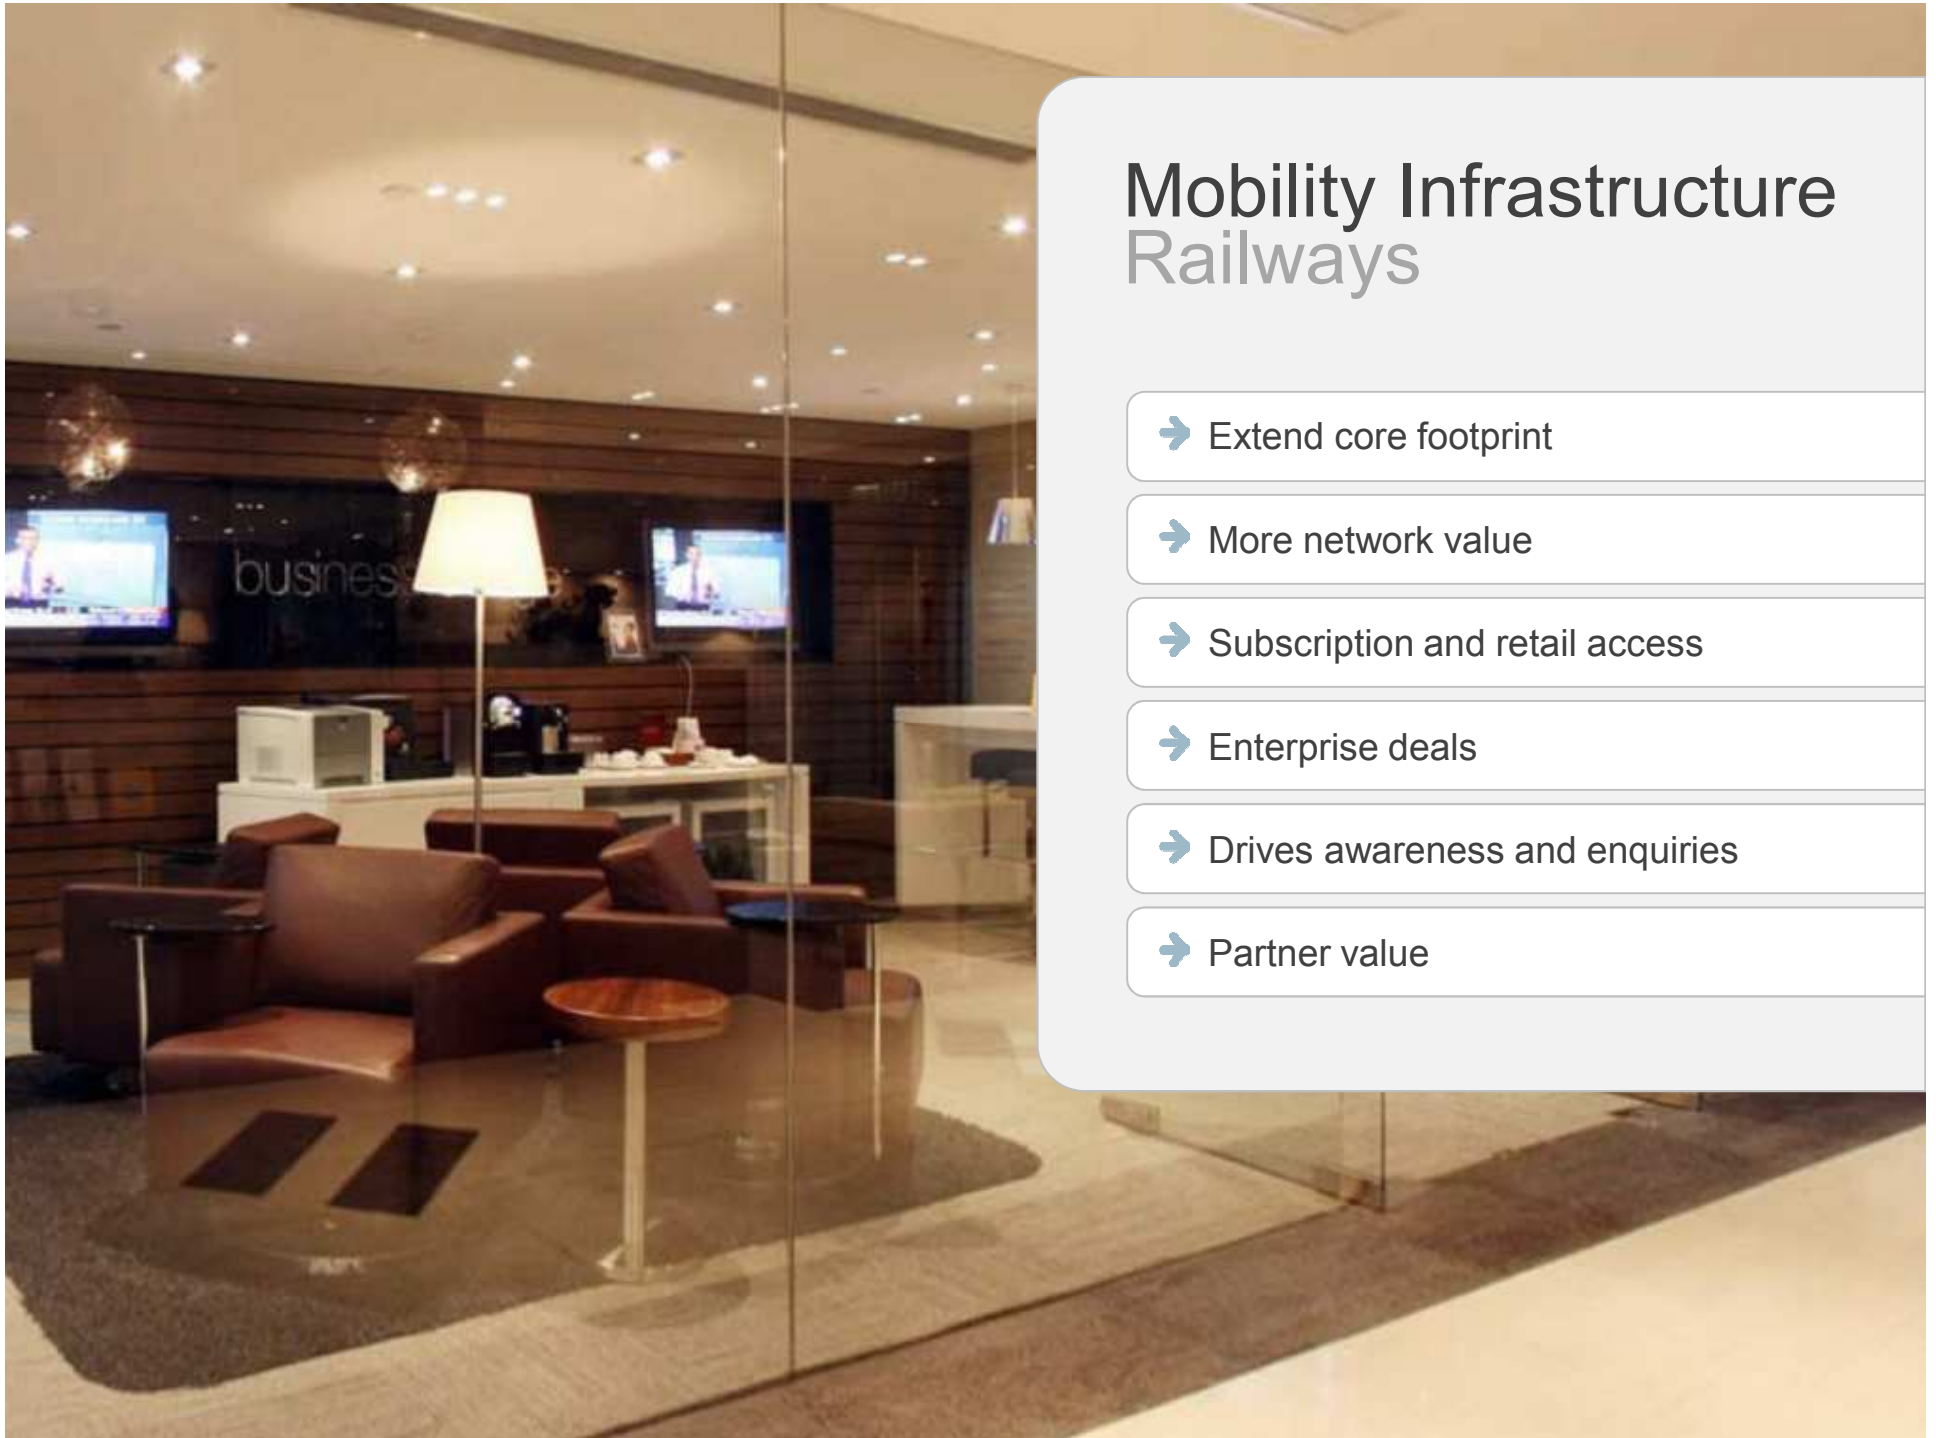 Mobility Infrastructure
Railways
Extend core footprint
More network value
Subscription and retail access
Enterprise deals
Drives awareness and enquiries
Partner value
business